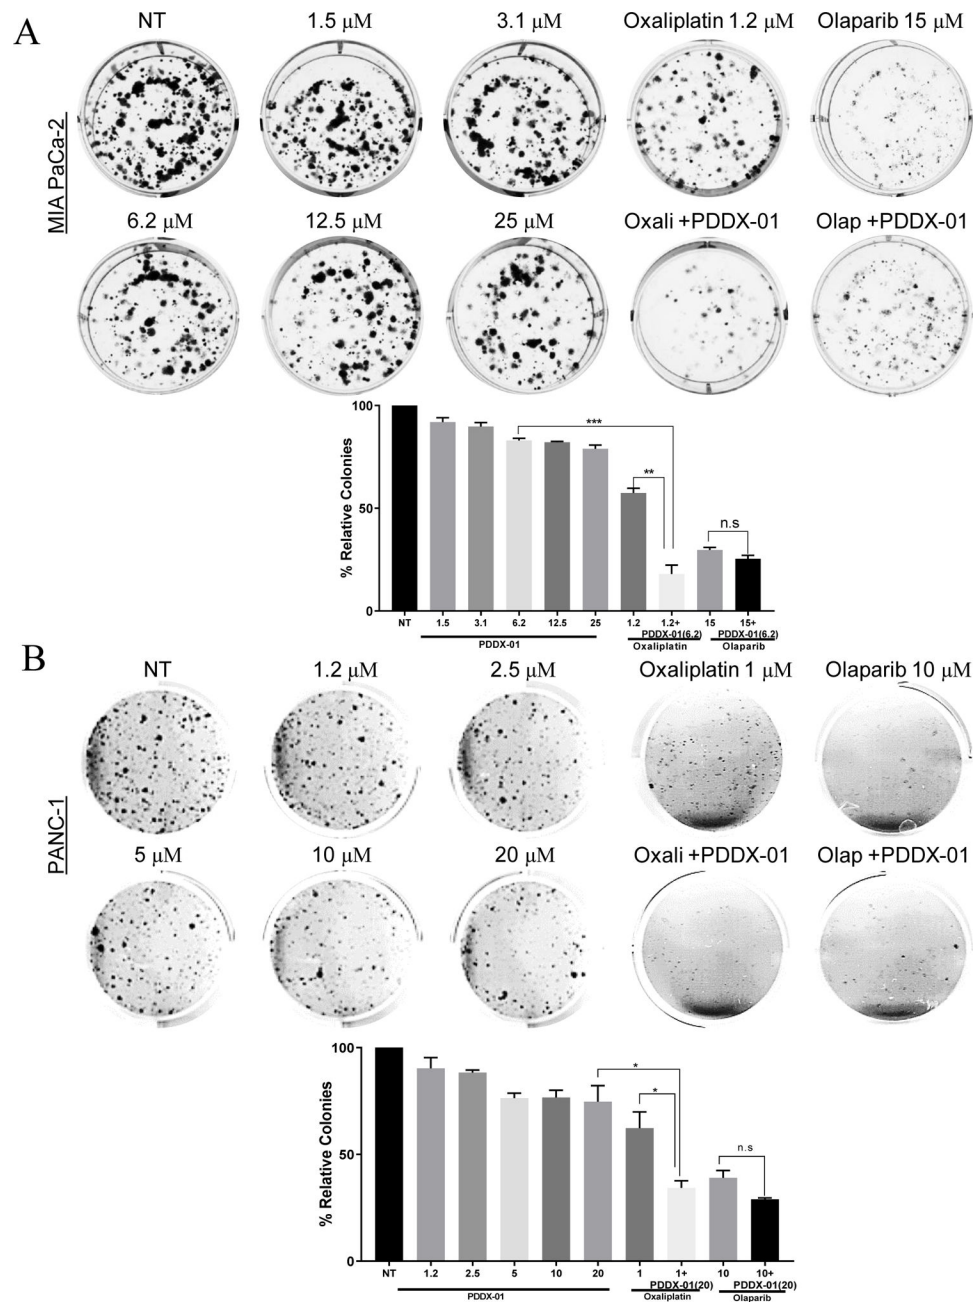 A
NT 1.5 μM 3.1 μM Oxaliplatin 1.2 μM Olaparib 15 μM
MIA PaCa-2
6.2 μM 12.5 μM 25 μM Oxali +PDDX-01 Olap +PDDX-01
% Relative Colonies
100
50
0
***
**
n.s
NT 1.5 3.1 6.2 12.5 25 1.2 1.2+ 15 15+
PDDX-01(6.2) PDDX-01(6.2)
PDDX-01 Oxaliplatin Olaparib
B
NT 1.2 μM 2.5 μM Oxaliplatin 1 μM Olaparib 10 μM
PANC-1
5 μM 10 μM 20 μM Oxali +PDDX-01 Olap +PDDX-01
% Relative Colonies
100
50
0
*
*
n.s
NT 1.2 2.5 5 10 20 1 1+ 10 10+
PDDX-01(20) PDDX-01(20)
PDDX-01 Oxaliplatin Olaparib